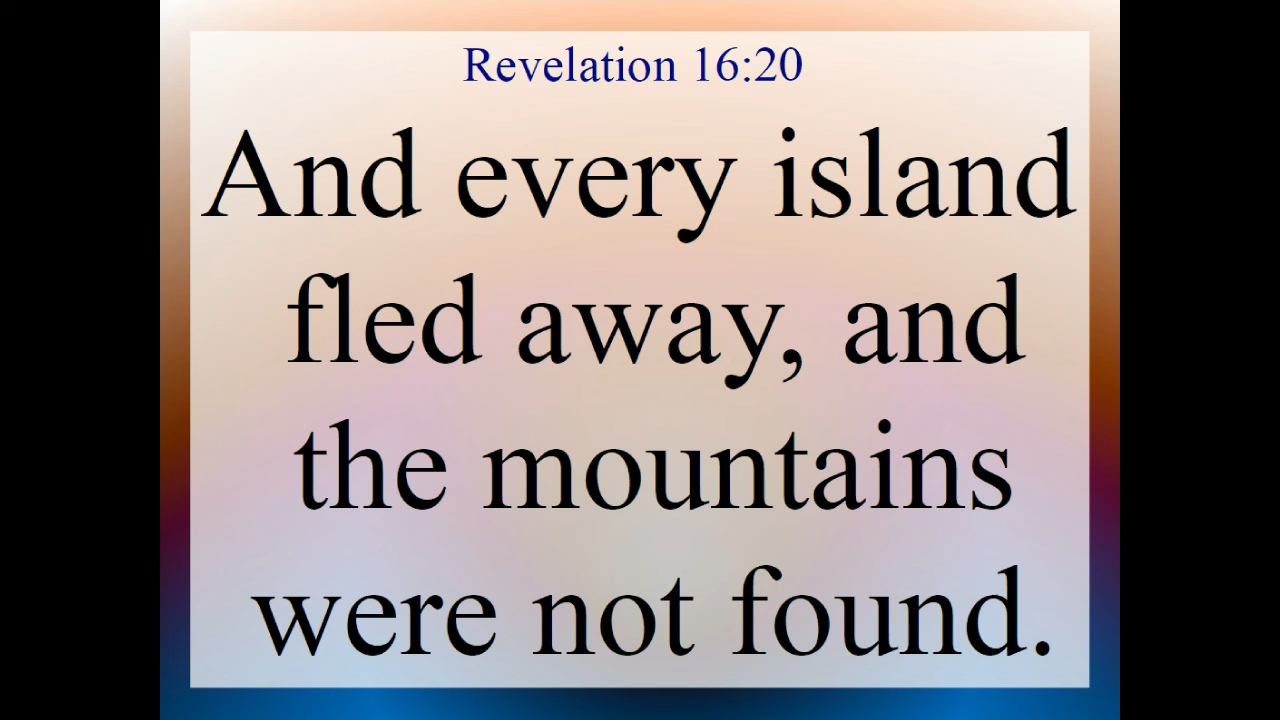 Revelation 16:20
And every island
fled away, and
the mountains
were not found.